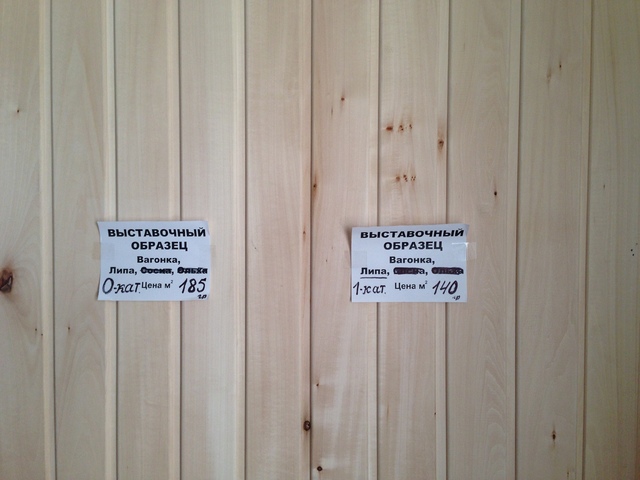 ВЫСТАВОЧНЫЙ
ОБРАЗЕЦ
Вагонка,
Липа, Сосна, Ольха
0-кат. Цена м² 185
ВЫСТАВОЧНЫЙ
ОБРАЗЕЦ
Вагонка,
Липа,
1-кат. Цена м² 140